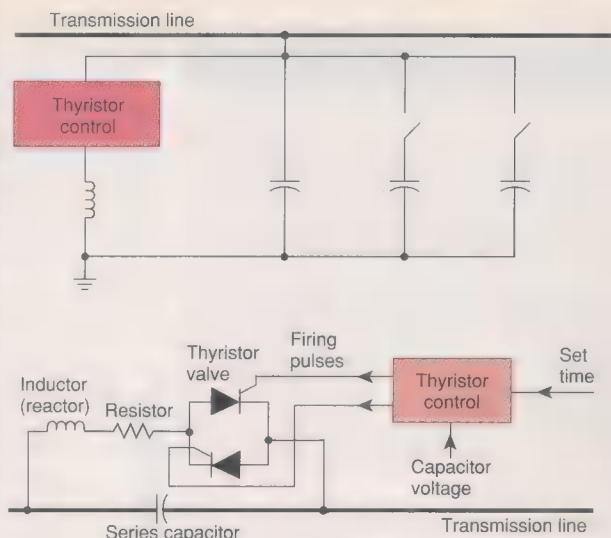 Transmission line
Thyristor
control
Thyristor
valve
Firing
pulses
Inductor
(reactor)
Resistor
Thyristor
control
Set
time
Capacitor
voltage
Series capacitor
Transmission line